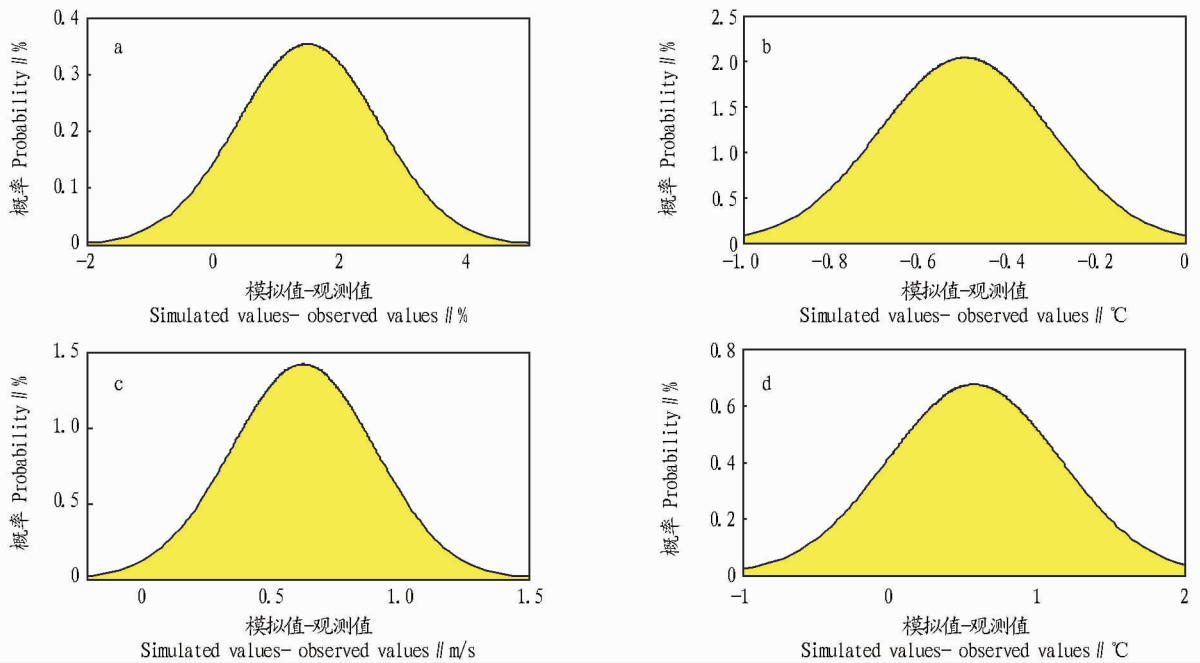 0.4
0.3
0.2
0.1
0
a
概率 Probability∥%
-2
0
2
4
模拟值-观测值
Simulated values- observed values∥%
2.5
2.0
1.5
1.0
0.5
0
b
概率 Probability∥%
-1.0
-0.8
-0.6
-0.4
-0.2
0
模拟值-观测值
Simulated values- observed values∥℃
1.5
1.0
0.5
0
c
概率 Probability∥%
0
0.5
1.0
1.5
模拟值-观测值
Simulated values- observed values∥m/s
0.8
0.6
0.4
0.2
0
d
概率 Probability∥%
-1
0
1
2
模拟值-观测值
Simulated values- observed values∥℃